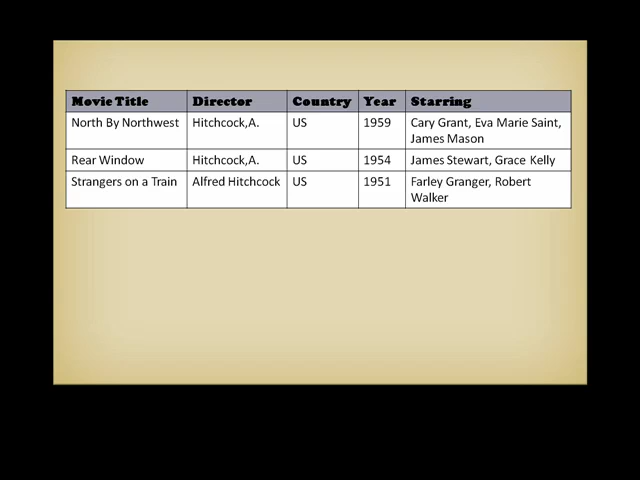 Movie Title Director Country Year Starring
North By Northwest Hitchcock,A. US 1959 Cary Grant, Eva Marie Saint,
James Mason
Rear Window Hitchcock,A. US 1954 James Stewart, Grace Kelly
Strangers on a Train Alfred Hitchcock US 1951 Farley Granger, Robert
Walker